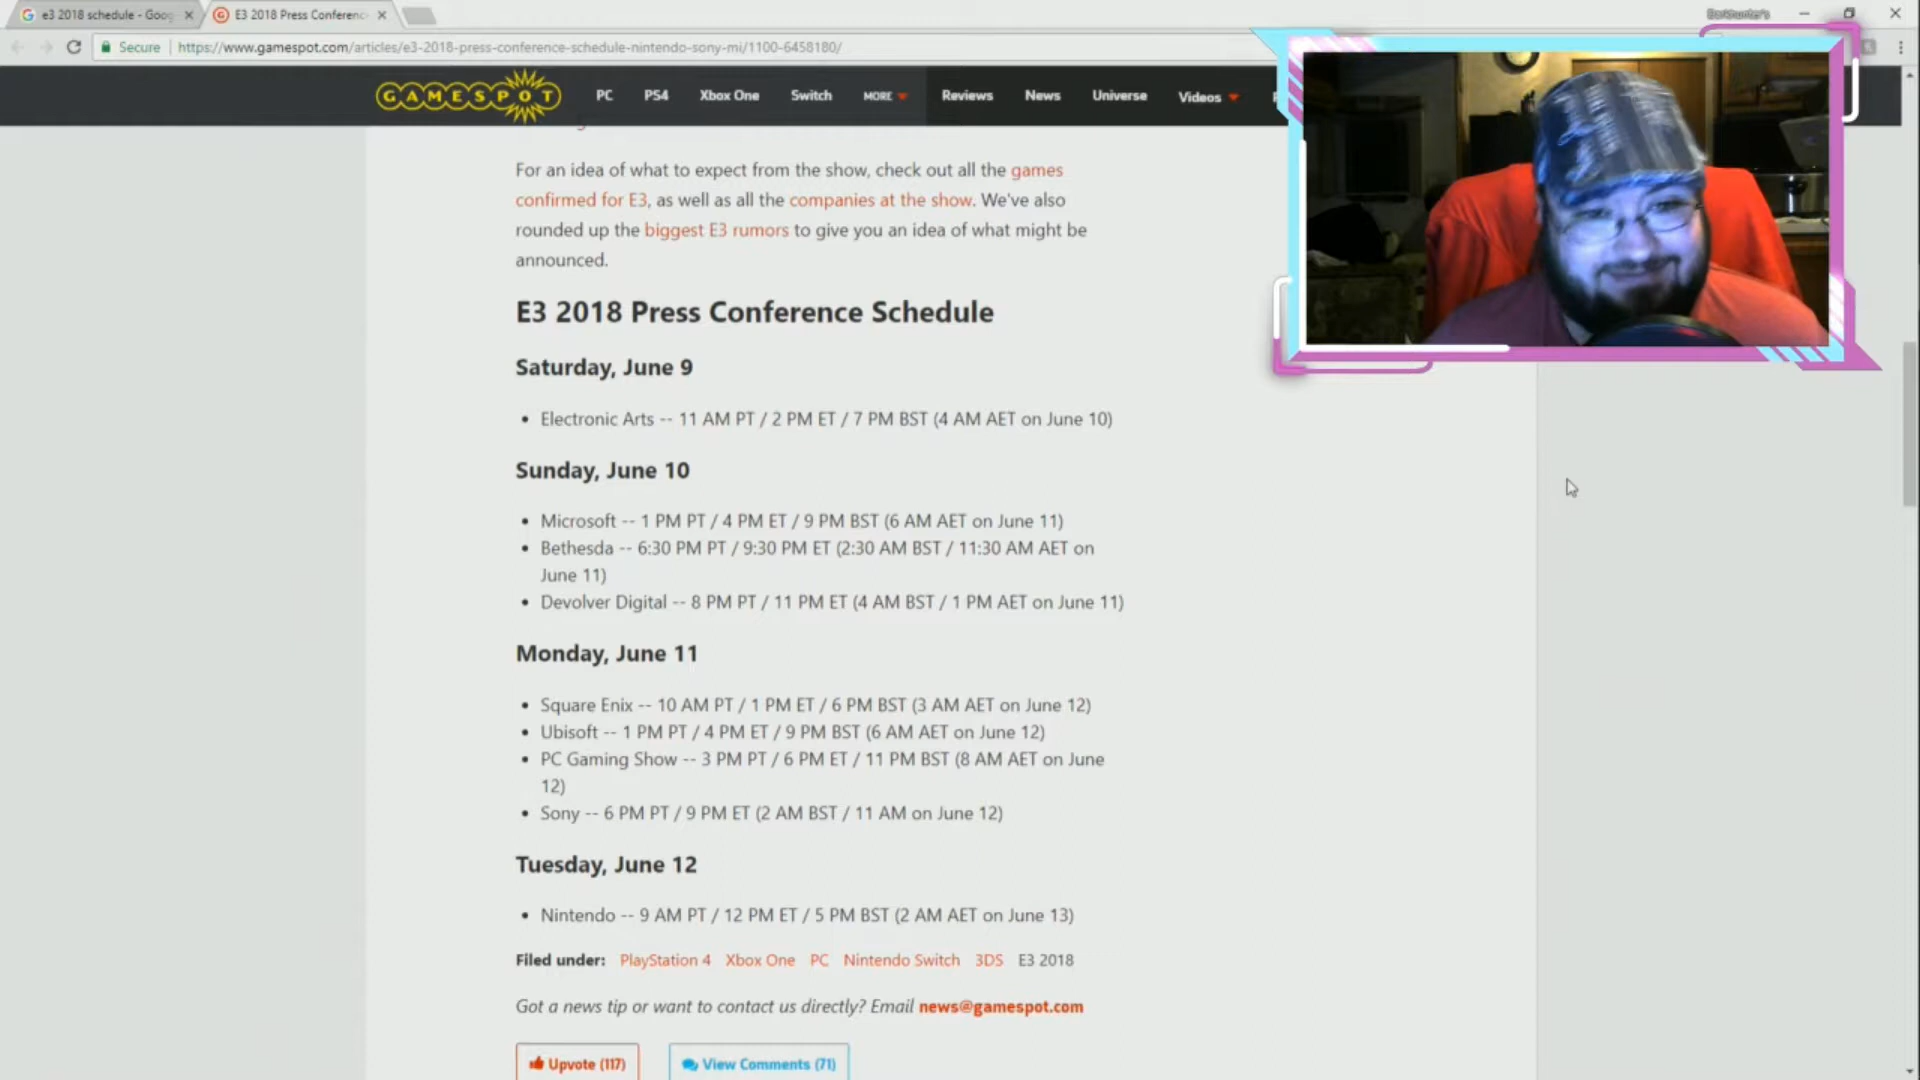 e3 2018 schedule - Goog
E3 2018 Press Conferenc
Secure
https://www.gamespot.com/articles/e3-2018-press-conference-schedule-nintendo-sony-mi/1100-6458180/
GAMESPOT
PC
PS4
Xbox One
Switch
MORE
Reviews
News
Universe
Videos
For an idea of what to expect from the show, check out all the games
confirmed for E3, as well as all the companies at the show. We've also
rounded up the biggest E3 rumors to give you an idea of what might be
announced.
E3 2018 Press Conference Schedule
Saturday, June 9
• Electronic Arts -- 11 AM PT / 2 PM ET / 7 PM BST (4 AM AET on June 10)
Sunday, June 10
• Microsoft -- 1 PM PT / 4 PM ET / 9 PM BST (6 AM AET on June 11)
• Bethesda -- 6:30 PM PT / 9:30 PM ET (2:30 AM BST / 11:30 AM AET on
June 11)
• Devolver Digital -- 8 PM PT / 11 PM ET (4 AM BST / 1 PM AET on June 11)
Monday, June 11
• Square Enix -- 10 AM PT / 1 PM ET / 6 PM BST (3 AM AET on June 12)
• Ubisoft -- 1 PM PT / 4 PM ET / 9 PM BST (6 AM AET on June 12)
• PC Gaming Show -- 3 PM PT / 6 PM ET / 11 PM BST (8 AM AET on June
12)
• Sony -- 6 PM PT / 9 PM ET (2 AM BST / 11 AM on June 12)
Tuesday, June 12
• Nintendo -- 9 AM PT / 12 PM ET / 5 PM BST (2 AM AET on June 13)
Filed under: PlayStation 4 Xbox One PC Nintendo Switch 3DS E3 2018
Got a news tip or want to contact us directly? Email news@gamespot.com
Upvote (117)
View Comments (71)